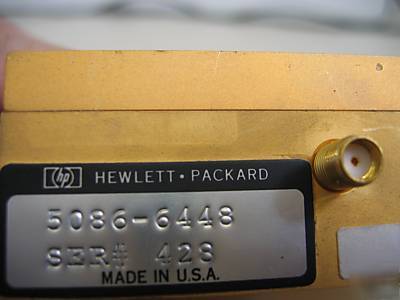 hp HEWLETT • PACKARD
5086-6448
SER# 428
MADE IN U.S.A.